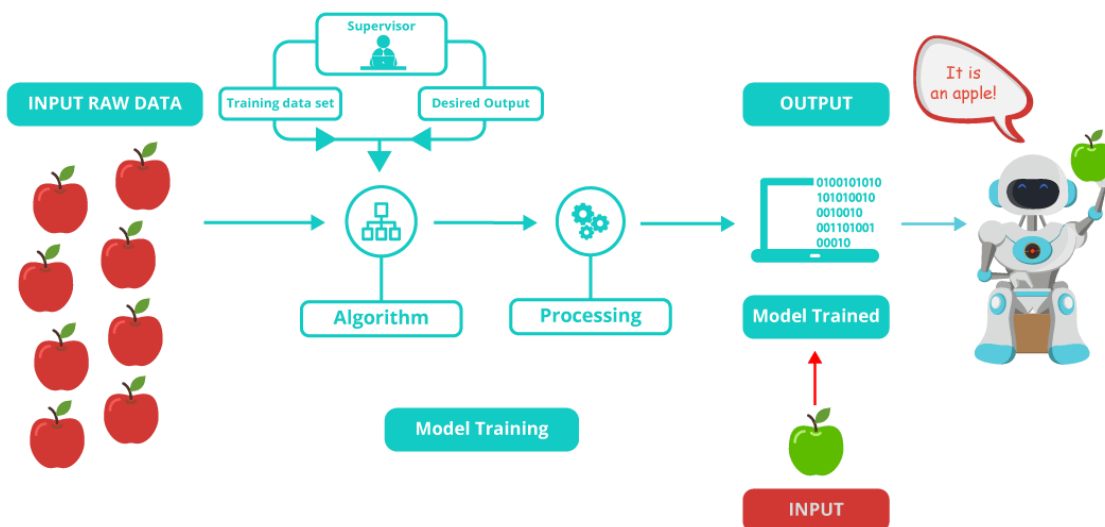 Supervisor
INPUT RAW DATA
Training data set
Desired Output
OUTPUT
It is
an apple!
0100101010
101010010
0010010
001101001
00010
Algorithm
Processing
Model Trained
Model Training
INPUT